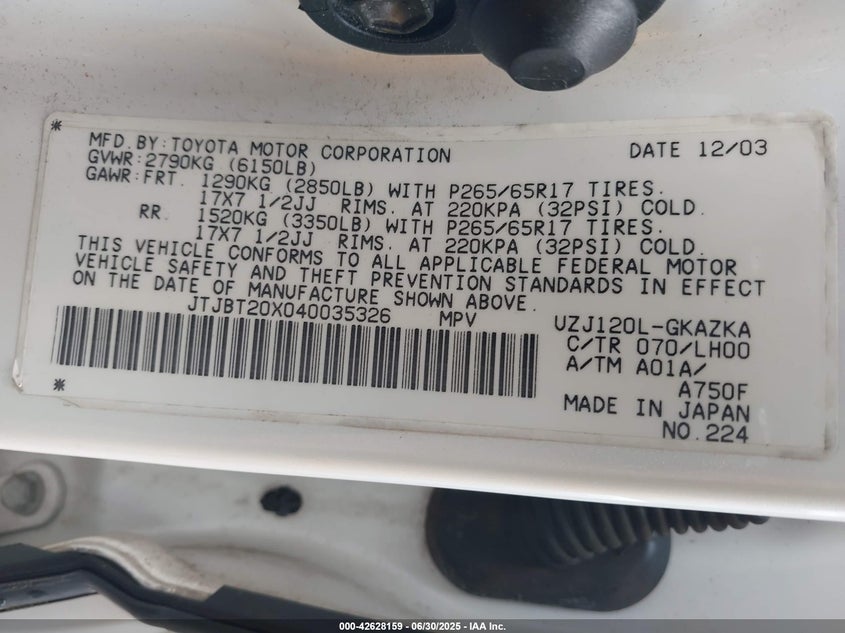 MFD. BY: TOYOTA MOTOR CORPORATION DATE 12/03
GVWR: 2790KG (6150LB)
GAWR: FRT. 1290KG (2850LB) WITH P265/65R17 TIRES.
17X7 1/2JJ RIMS. AT 220KPA (32PSI) COLD.
RR. 1520KG (3350LB) WITH P265/65R17 TIRES.
17X7 1/2JJ RIMS. AT 220KPA (32PSI) COLD.
THIS VEHICLE CONFORMS TO ALL APPLICABLE FEDERAL MOTOR
VEHICLE SAFETY AND THEFT PREVENTION STANDARDS IN EFFECT
ON THE DATE OF MANUFACTURE SHOWN ABOVE.
JTJBT20X040035326 MPV UZJ120L-GKAZKA
C/TR 070/LH00
A/TM A01A/
A750F
MADE IN JAPAN
NO. 224
000-42628159 — 06/30/2025 — IAA Inc.